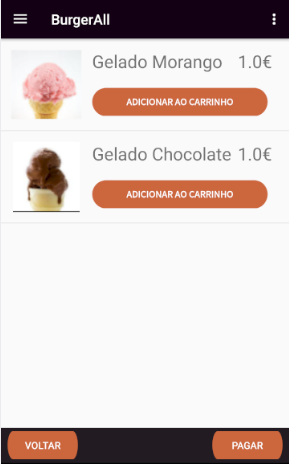 BurgerAll
Gelado Morango 1.0€
ADICIONAR AO CARRINHO
Gelado Chocolate 1.0€
ADICIONAR AO CARRINHO
VOLTAR PAGAR